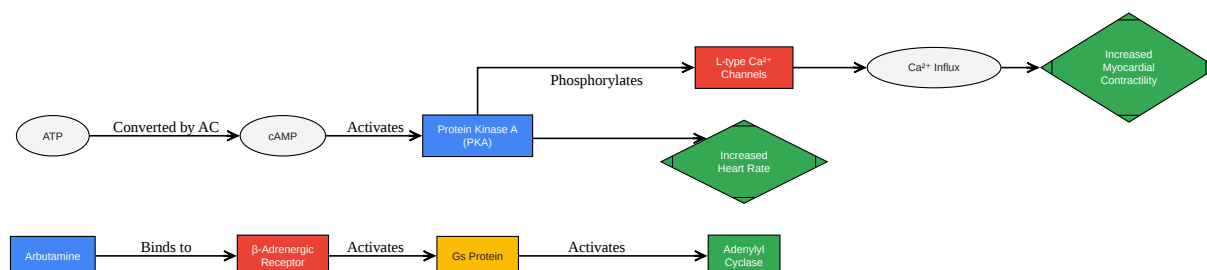 Increased
Myocardial
Contractility
L-type Ca²⁺
Channels
Ca²⁺ Influx
Phosphorylates
ATP
Converted by AC
cAMP
Activates
Protein Kinase A
(PKA)
Increased
Heart Rate
Arbutamine
Binds to
β-Adrenergic
Receptor
Activates
Gs Protein
Activates
Adenylyl
Cyclase